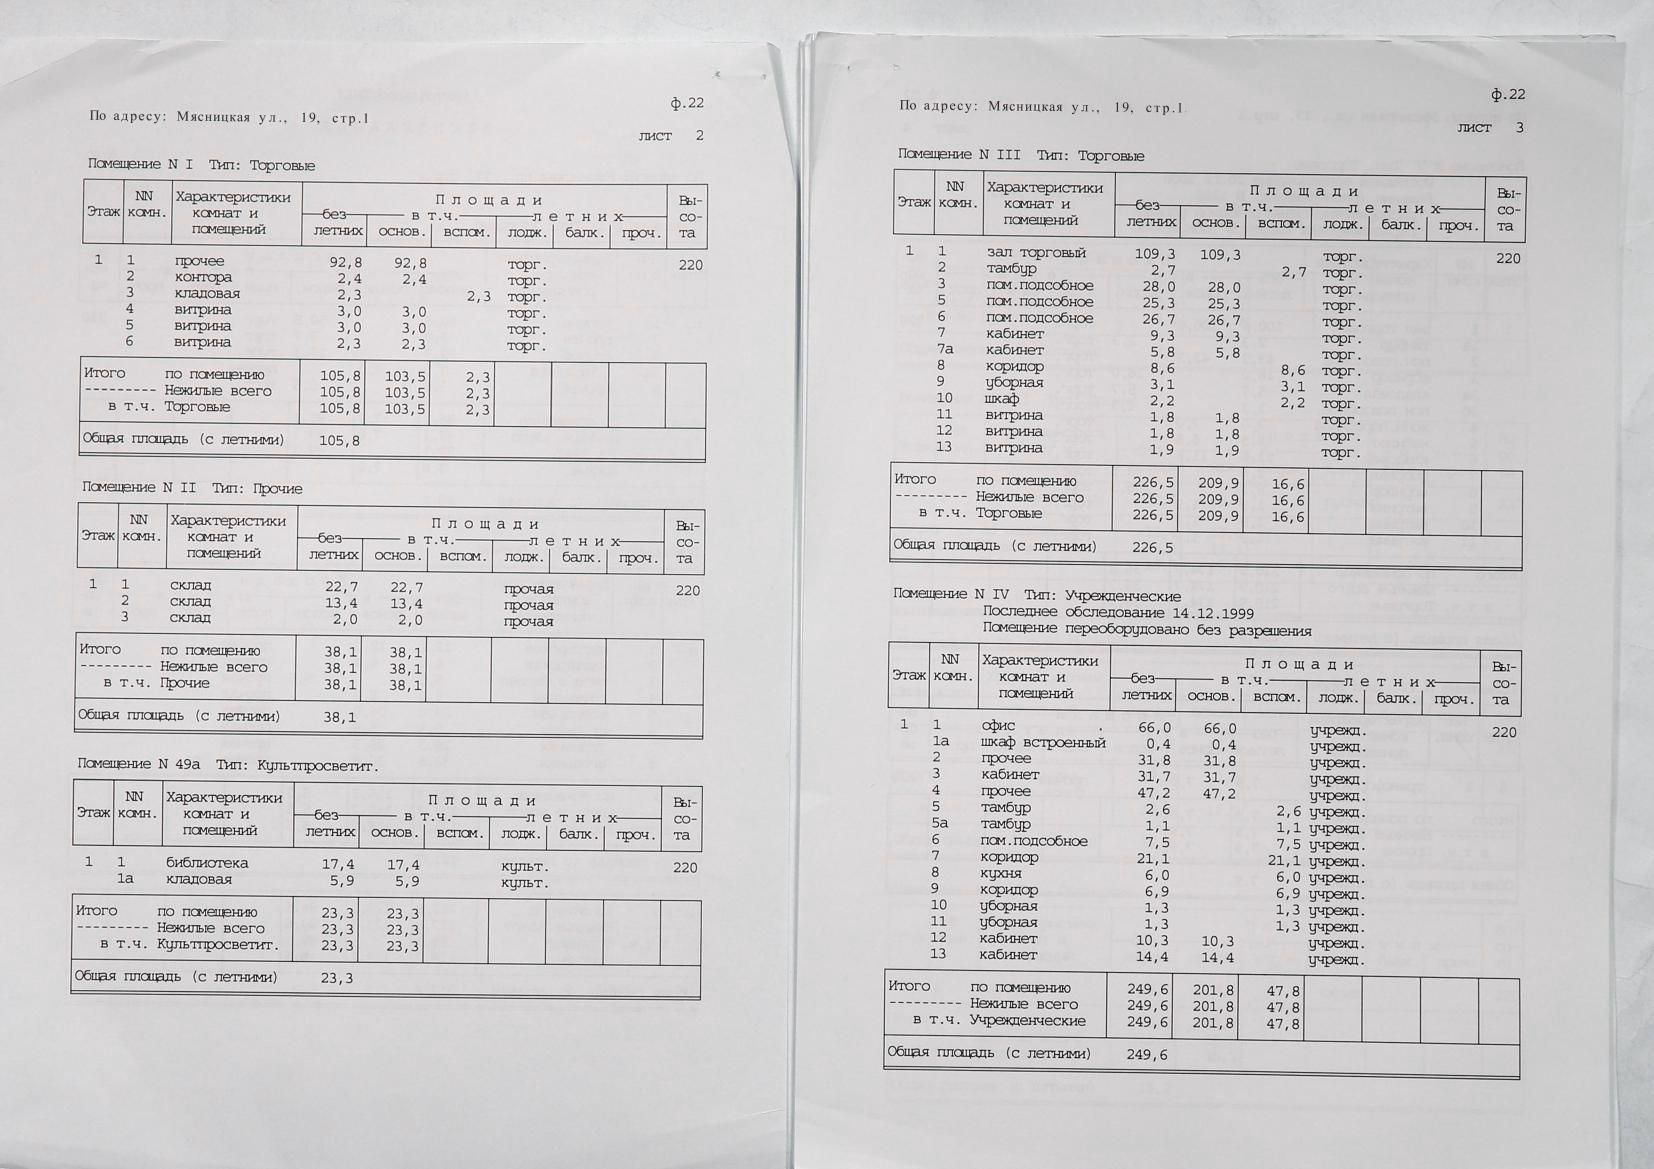 ф.22
По адресу: Мясницкая ул., 19, стр.1
лист 2
Помещение N I Тип: Торговые
Этаж NN комн. Характеристики комнат и помещений Площади Вы-со-та
без летних в т.ч. летних
основ. вспом. лодж. балк. проч.
1 1 прочее 92,8 92,8 торг. 220
2 контора 2,4 2,4 торг.
3 кладовая 2,3 2,3 торг.
4 витрина 3,0 3,0 торг.
5 витрина 3,0 3,0 торг.
6 витрина 2,3 2,3 торг.
Итого по помещению 105,8 103,5 2,3
--------- Нежилые всего 105,8 103,5 2,3
в т.ч. Торговые 105,8 103,5 2,3
Общая площадь (с летними) 105,8
Помещение N II Тип: Прочие
Этаж NN комн. Характеристики комнат и помещений Площади Вы-со-та
без летних в т.ч. летних
основ. вспом. лодж. балк. проч.
1 1 склад 22,7 22,7 прочая 220
2 склад 13,4 13,4 прочая
3 склад 2,0 2,0 прочая
Итого по помещению 38,1 38,1
--------- Нежилые всего 38,1 38,1
в т.ч. Прочие 38,1 38,1
Общая площадь (с летними) 38,1
Помещение N 49а Тип: Культпросветит.
Этаж NN комн. Характеристики комнат и помещений Площади Вы-со-та
без летних в т.ч. летних
основ. вспом. лодж. балк. проч.
1 1 библиотека 17,4 17,4 культ. 220
1а кладовая 5,9 5,9 культ.
Итого по помещению 23,3 23,3
--------- Нежилые всего 23,3 23,3
в т.ч. Культпросветит. 23,3 23,3
Общая площадь (с летними) 23,3
ф.22
По адресу: Мясницкая ул., 19, стр.1
лист 3
Помещение N III Тип: Торговые
Этаж NN комн. Характеристики комнат и помещений Площади Вы-со-та
без летних в т.ч. летних
основ. вспом. лодж. балк. проч.
1 1 зал торговый 109,3 109,3 торг. 220
2 тамбур 2,7 2,7 торг.
3 пом.подсобное 28,0 28,0 торг.
5 пом.подсобное 25,3 25,3 торг.
6 пом.подсобное 26,7 26,7 торг.
7 кабинет 9,3 9,3 торг.
7а кабинет 5,8 5,8 торг.
8 коридор 8,6 8,6 торг.
9 уборная 3,1 3,1 торг.
10 шкаф 2,2 2,2 торг.
11 витрина 1,8 1,8 торг.
12 витрина 1,8 1,8 торг.
13 витрина 1,9 1,9 торг.
Итого по помещению 226,5 209,9 16,6
--------- Нежилые всего 226,5 209,9 16,6
в т.ч. Торговые 226,5 209,9 16,6
Общая площадь (с летними) 226,5
Помещение N IV Тип: Учрежденческие
Последнее обследование 14.12.1999
Помещение переоборудовано без разрешения
Этаж NN комн. Характеристики комнат и помещений Площади Вы-со-та
без летних в т.ч. летних
основ. вспом. лодж. балк. проч.
1 1 офис 66,0 66,0 учрежд. 220
1а шкаф встроенный 0,4 0,4 учрежд.
2 прочее 31,8 31,8 учрежд.
3 кабинет 31,7 31,7 учрежд.
4 прочее 47,2 47,2 учрежд.
5 тамбур 2,6 2,6 учрежд.
5а тамбур 1,1 1,1 учрежд.
6 пом.подсобное 7,5 7,5 учрежд.
7 коридор 21,1 21,1 учрежд.
8 кухня 6,0 6,0 учрежд.
9 коридор 6,9 6,9 учрежд.
10 уборная 1,3 1,3 учрежд.
11 уборная 1,3 1,3 учрежд.
12 кабинет 10,3 10,3 учрежд.
13 кабинет 14,4 14,4 учрежд.
Итого по помещению 249,6 201,8 47,8
--------- Нежилые всего 249,6 201,8 47,8
в т.ч. Учрежденческие 249,6 201,8 47,8
Общая площадь (с летними) 249,6